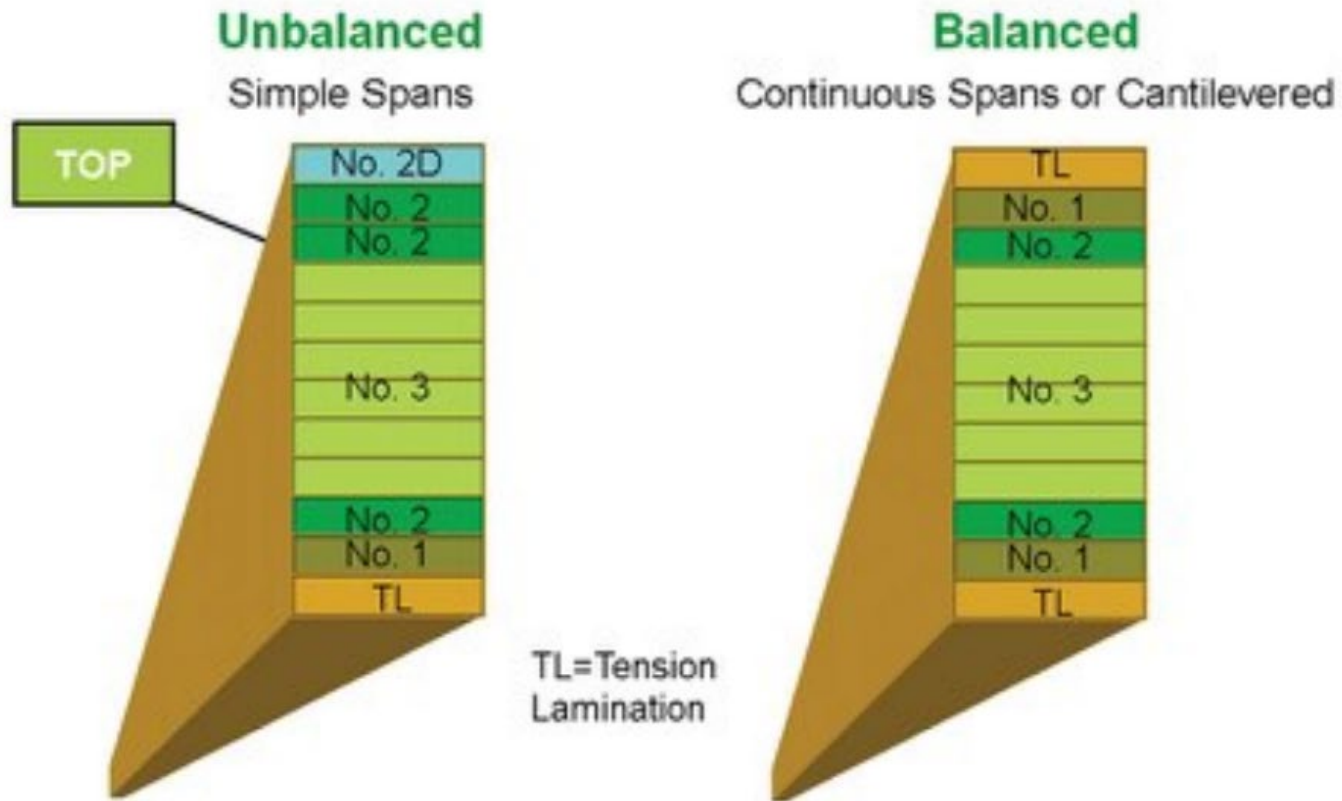 Unbalanced
Simple Spans
TOP
No. 2D
No. 2
No. 2
No. 3
No. 2
No. 1
TL
Balanced
Continuous Spans or Cantilevered
TL
No. 1
No. 2
No. 3
No. 2
No. 1
TL
TL=Tension
Lamination